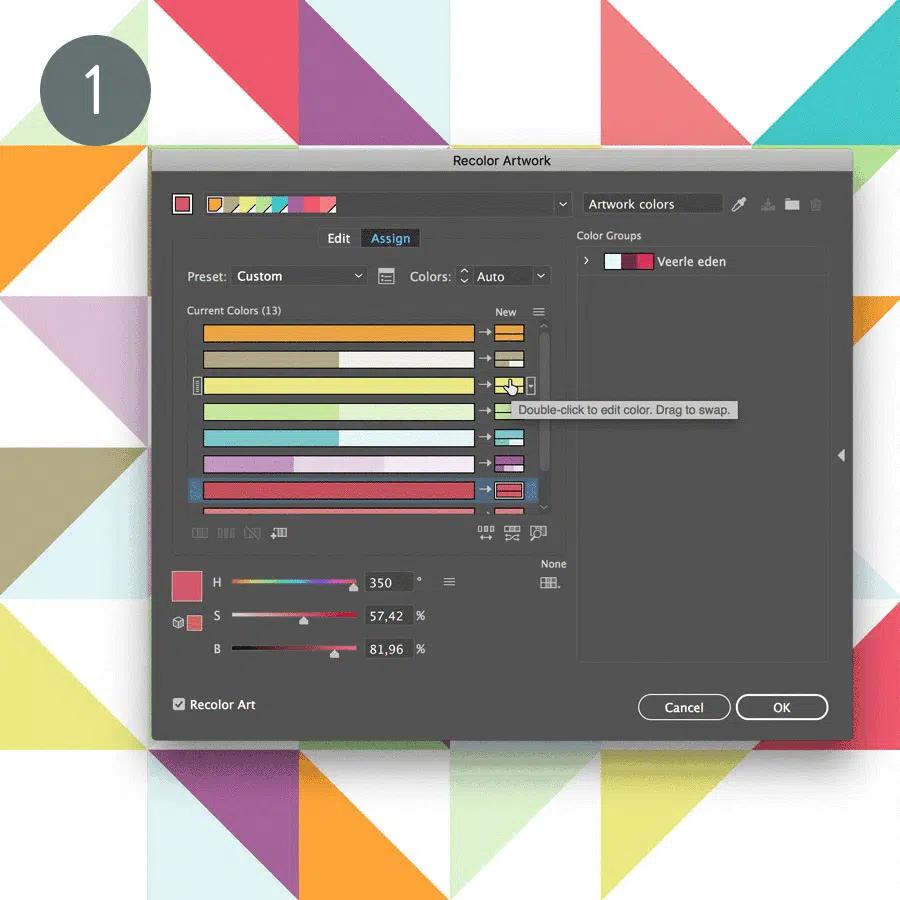 1
Recolor Artwork
Artwork colors
Edit Assign
Color Groups
Veerle eden
Preset: Custom Colors: Auto
Current Colors (13) New
Double-click to edit color. Drag to swap.
None
H 350 °
S 57,42 %
B 81,96 %
Recolor Art
Cancel OK